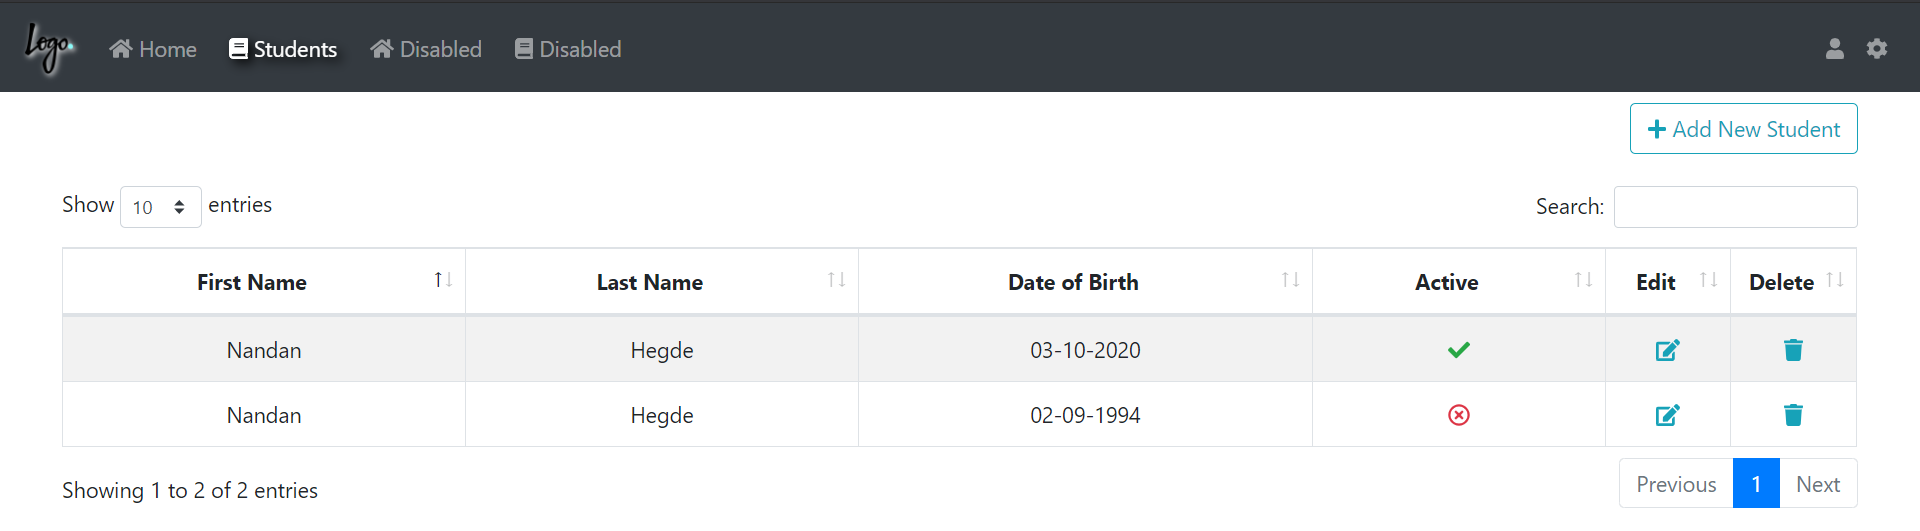 Logo. Home Students Disabled Disabled
Add New Student
Show 10 entries Search:
First Name Last Name Date of Birth Active Edit Delete
Nandan Hegde 03-10-2020
Nandan Hegde 02-09-1994
Showing 1 to 2 of 2 entries Previous 1 Next